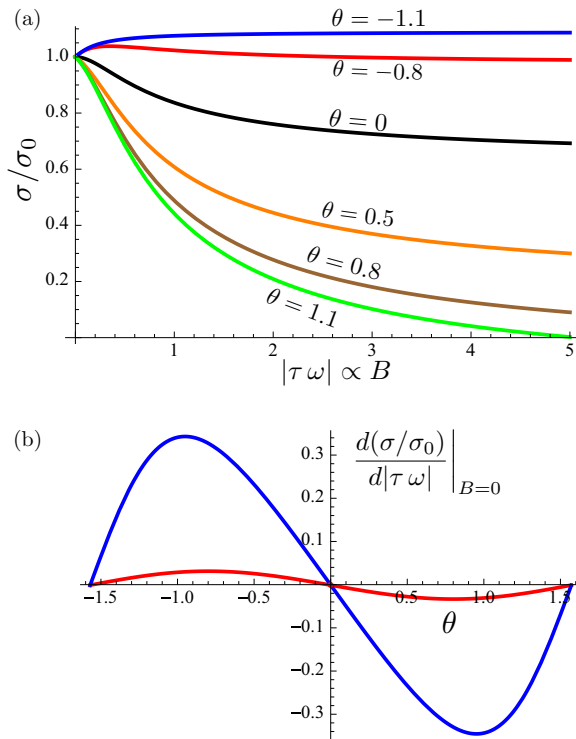 (a)
θ = −1.1
θ = −0.8
θ = 0
θ = 0.5
θ = 0.8
θ = 1.1
1.0
0.8
0.6
0.4
0.2
σ/σ₀
0 1 2 3 4 5
|τ ω| ∝ B
(b)
d(σ/σ₀)
d|τ ω|
B=0
0.3
0.2
0.1
−0.1
−0.2
−0.3
−1.5 −1.0 −0.5 0.5 1.0 1.5
θ